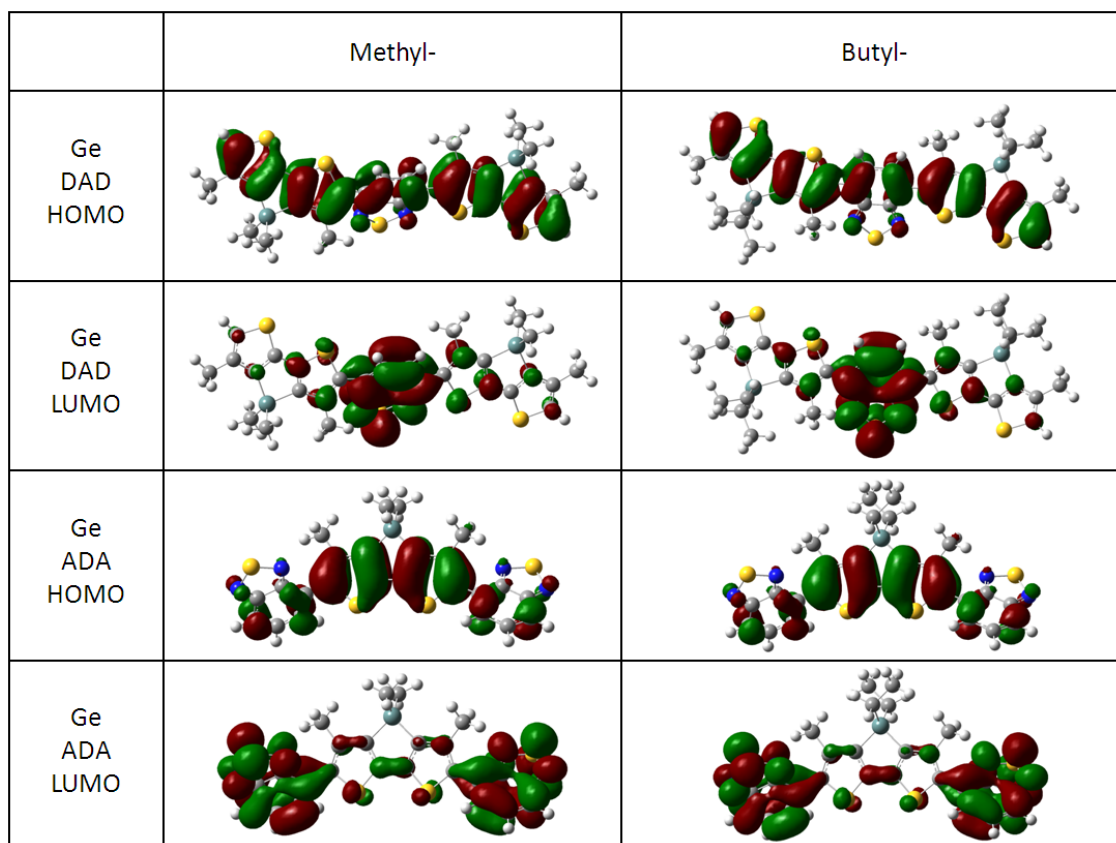 Methyl-
Butyl-
Ge
DAD
HOMO
Ge
DAD
LUMO
Ge
ADA
HOMO
Ge
ADA
LUMO